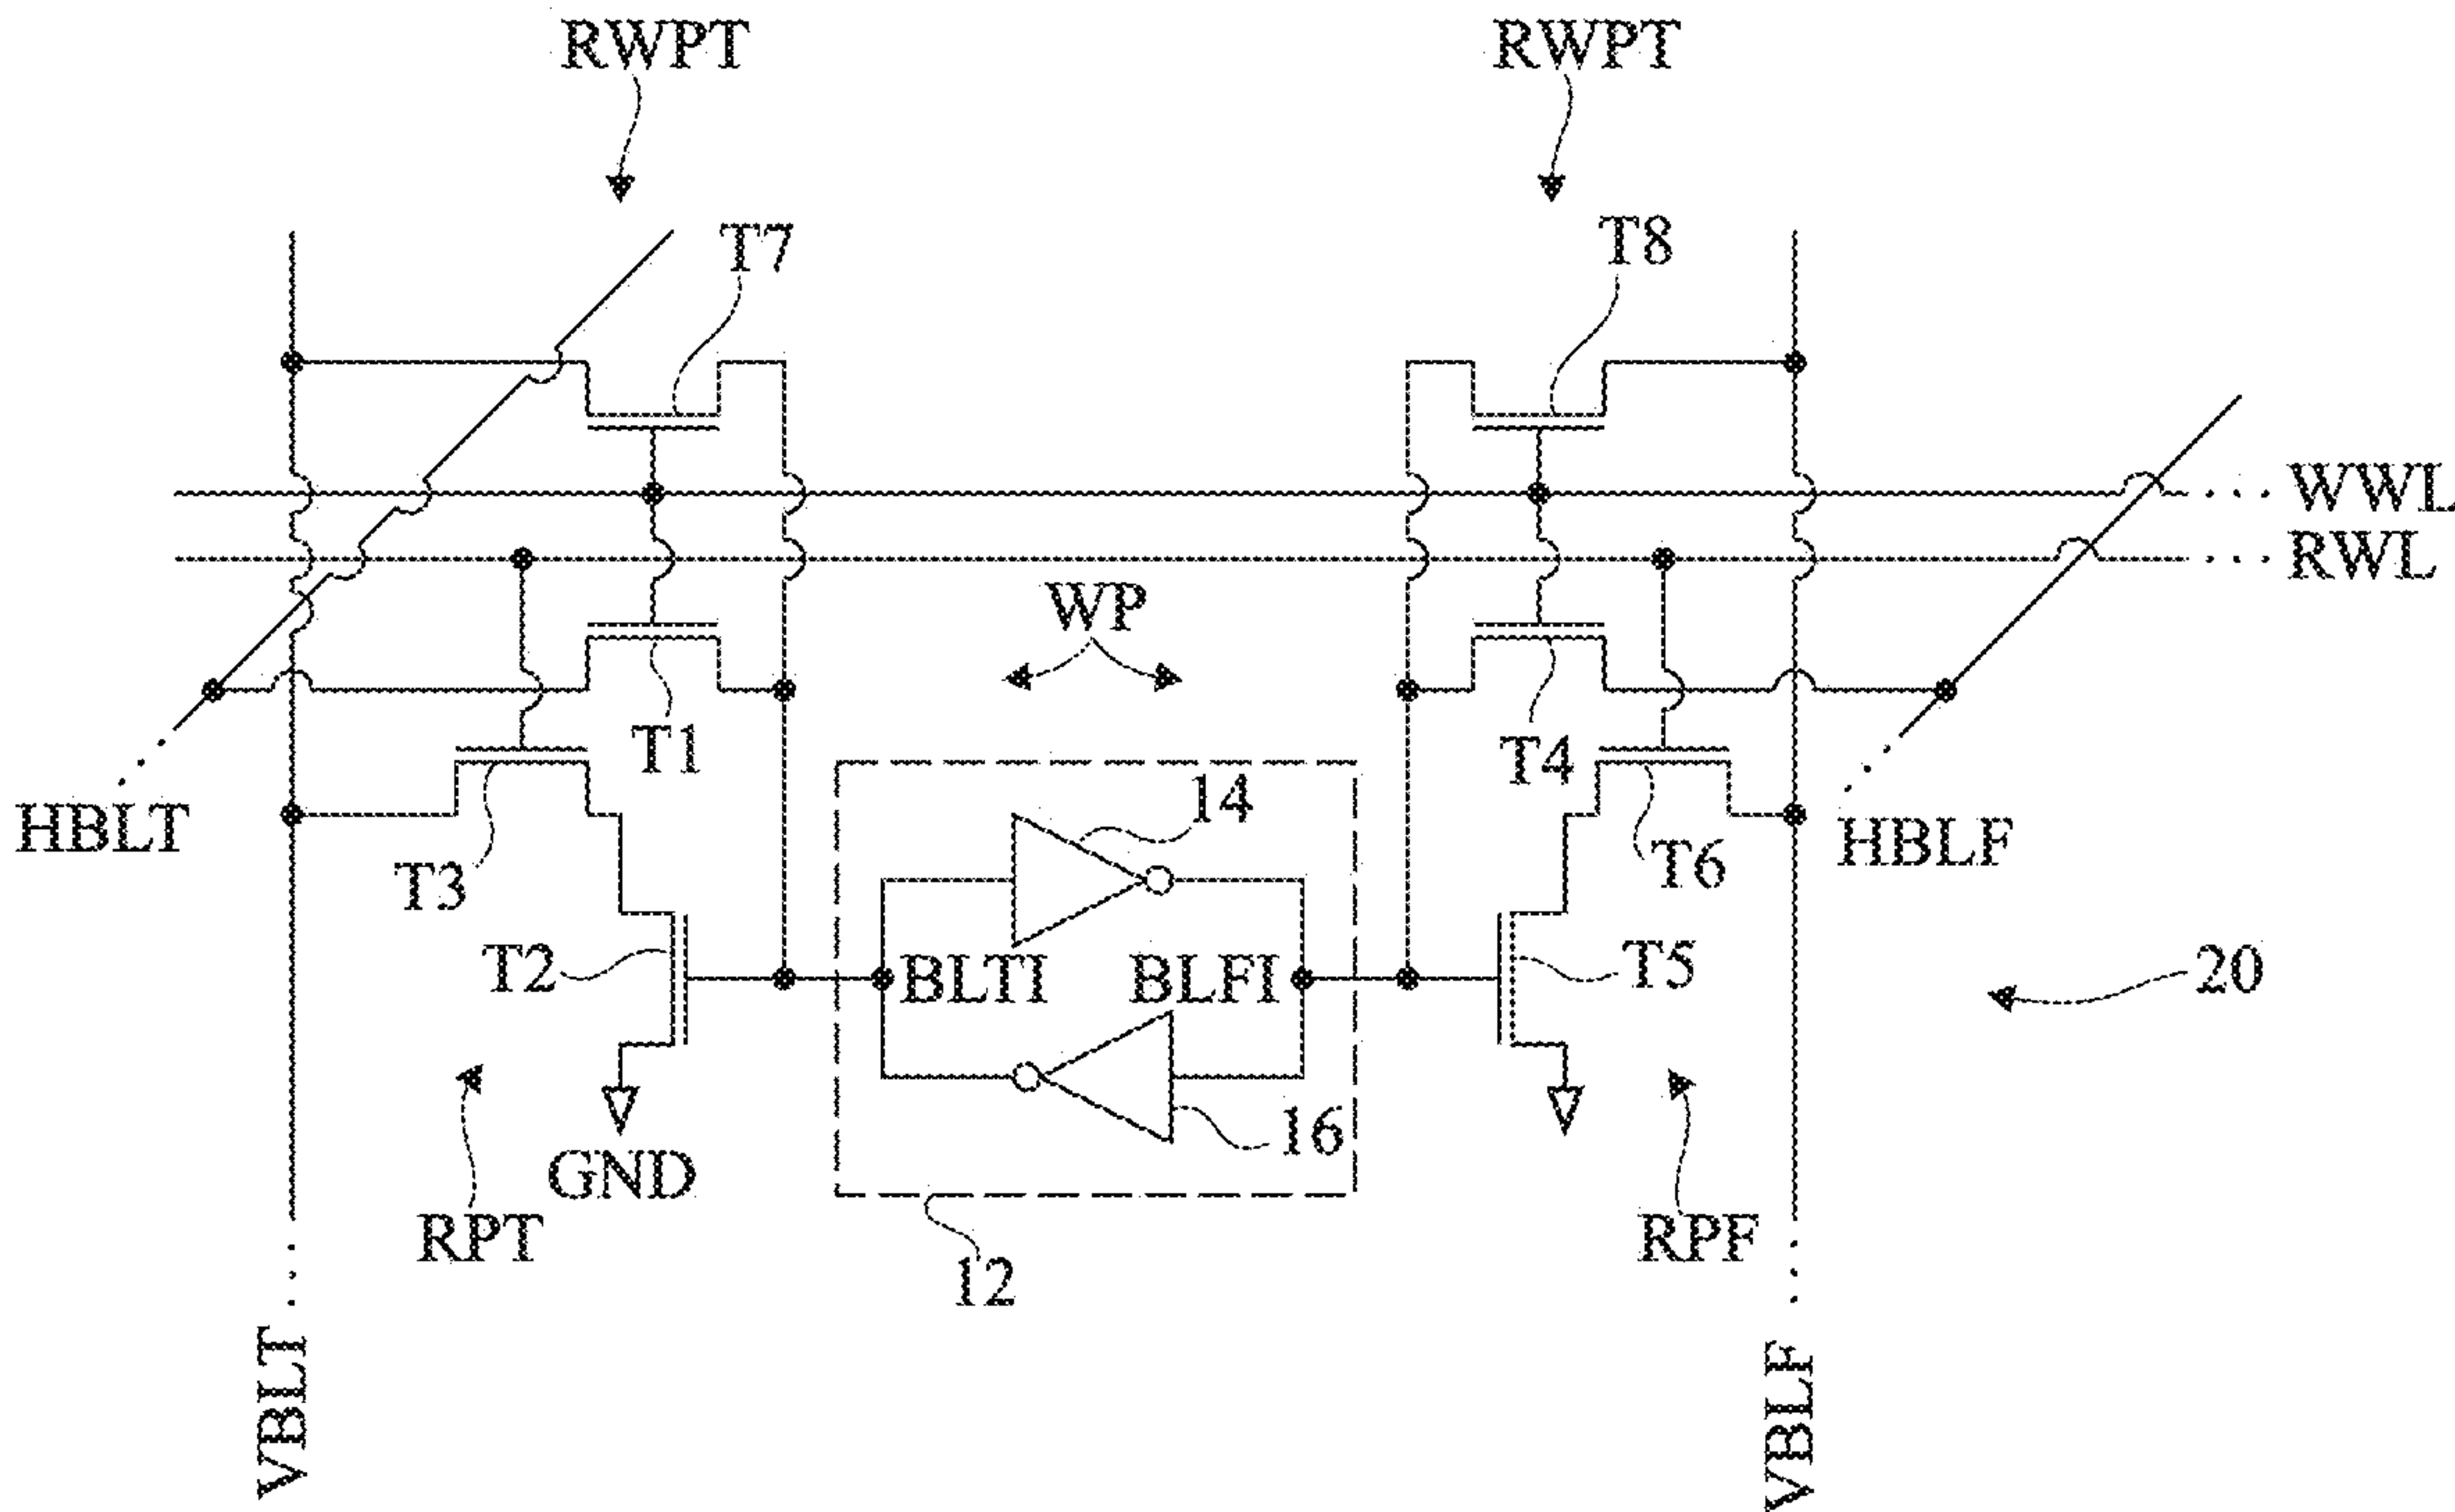 RWPT
RWPT
T7
T8
WWL
RWL
WP
T1
T4
HBLT
14
HBLF
T3
T6
T2
BLTI
BLFI
T5
20
16
GND
RPT
RPF
12
VBLT
VBLF